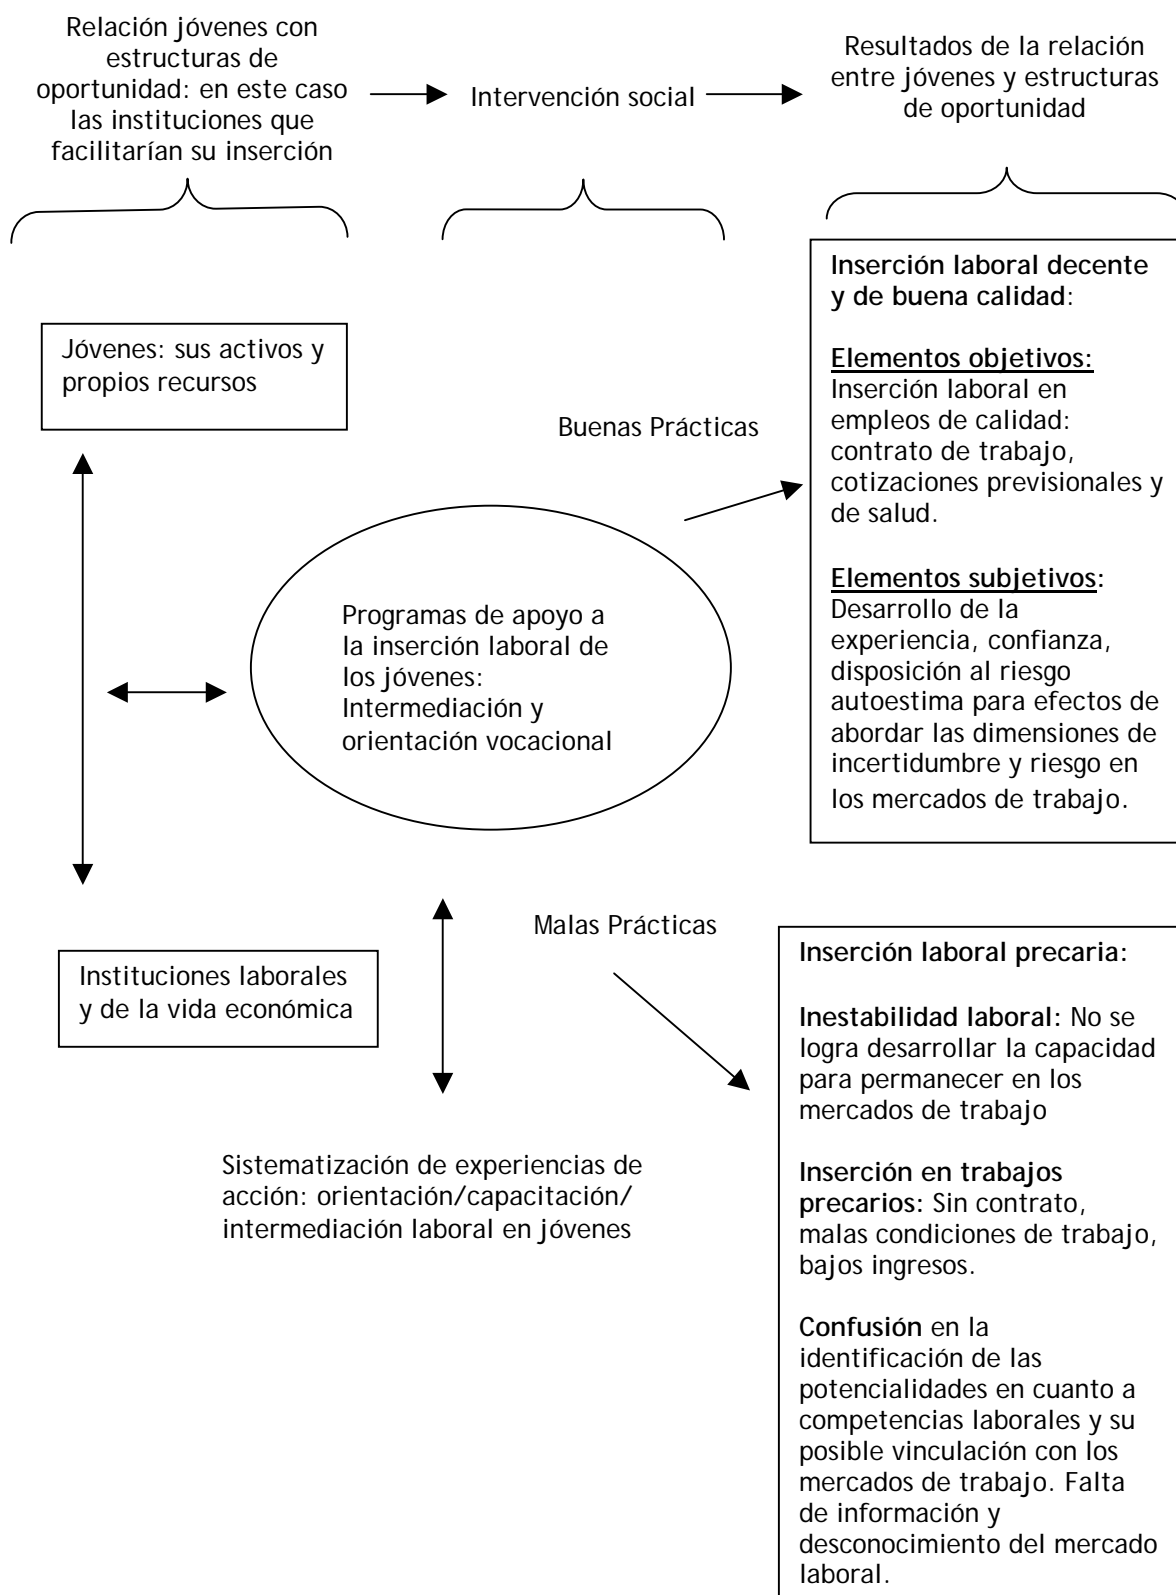 Relación jóvenes con
estructuras de
oportunidad: en este caso
las instituciones que
facilitarían su inserción
Intervención social
Resultados de la relación
entre jóvenes y estructuras
de oportunidad
Jóvenes: sus activos y
propios recursos
Instituciones laborales
y de la vida económica
Programas de apoyo a
la inserción laboral de
los jóvenes:
Intermediación y
orientación vocacional
Sistematización de experiencias de
acción: orientación/capacitación/
intermediación laboral en jóvenes
Buenas Prácticas
Inserción laboral decente
y de buena calidad:
Elementos objetivos:
Inserción laboral en
empleos de calidad:
contrato de trabajo,
cotizaciones previsionales y
de salud.
Elementos subjetivos:
Desarrollo de la
experiencia, confianza,
disposición al riesgo
autoestima para efectos de
abordar las dimensiones de
incertidumbre y riesgo en
los mercados de trabajo.
Malas Prácticas
Inserción laboral precaria:
Inestabilidad laboral: No se
logra desarrollar la capacidad
para permanecer en los
mercados de trabajo
Inserción en trabajos
precarios: Sin contrato,
malas condiciones de trabajo,
bajos ingresos.
Confusión en la
identificación de las
potencialidades en cuanto a
competencias laborales y su
posible vinculación con los
mercados de trabajo. Falta
de información y
desconocimiento del mercado
laboral.